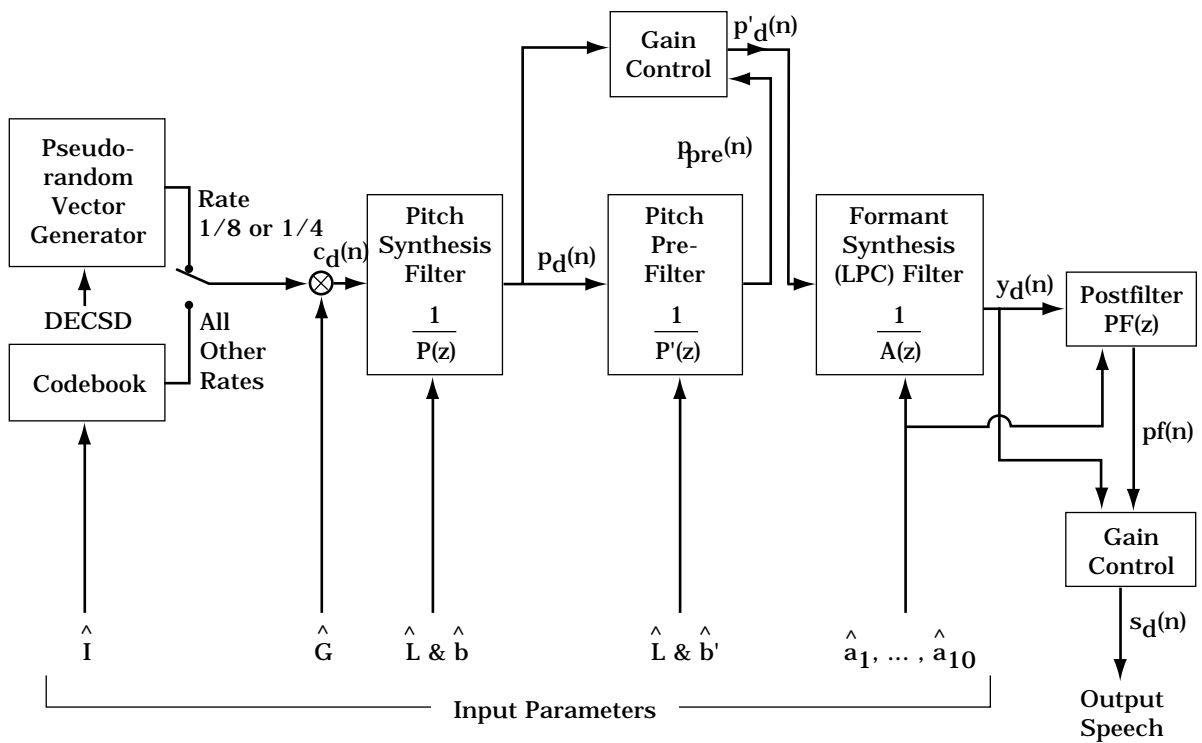 Gain
Control
p'd(n)
ppre(n)
Pseudo-
random
Vector
Generator
Rate
1/8 or 1/4
DECSD
Codebook
All
Other
Rates
cd(n)
Pitch
Synthesis
Filter
1
P(z)
pd(n)
Pitch
Pre-
Filter
1
P'(z)
Formant
Synthesis
(LPC) Filter
1
A(z)
yd(n)
Postfilter
PF(z)
pf(n)
Gain
Control
sd(n)
Output
Speech
Î
Ĝ
L̂ & b̂
L̂ & b̂'
â1, ... , â10
Input Parameters